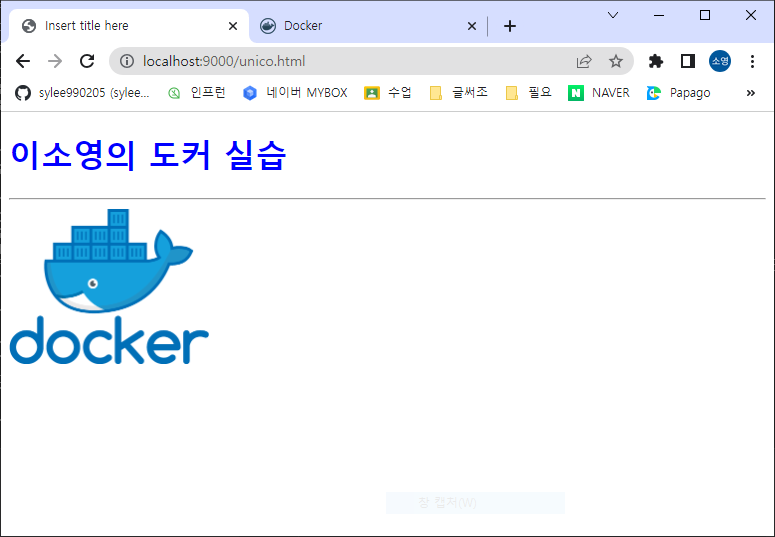 Insert title here
Docker
localhost:9000/unico.html
소영
sylee990205 (sylee...
인프런
네이버 MYBOX
수업
글써조
필요
NAVER
Papago
이소영의 도커 실습
docker
창 캡처(W)